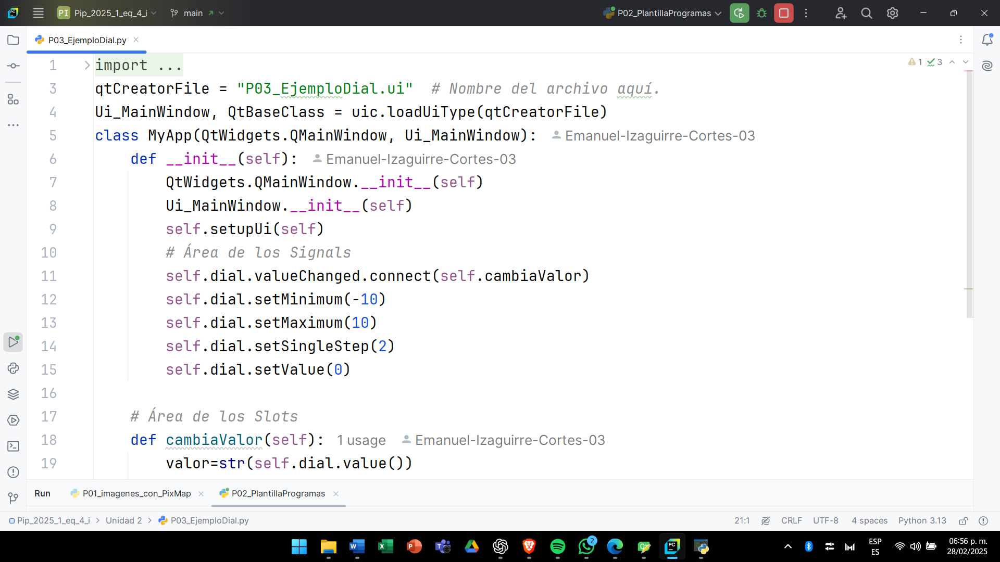 PI Pip_2025_1_eq_4_i main P02_PlantillaProgramas
P03_EjemploDial.py
1 import ...
3 qtCreatorFile = "P03_EjemploDial.ui" # Nombre del archivo aquí.
4 Ui_MainWindow, QtBaseClass = uic.loadUiType(qtCreatorFile)
5 class MyApp(QtWidgets.QMainWindow, Ui_MainWindow): Emanuel-Izaguirre-Cortes-03
6 def __init__(self): Emanuel-Izaguirre-Cortes-03
7 QtWidgets.QMainWindow.__init__(self)
8 Ui_MainWindow.__init__(self)
9 self.setupUi(self)
10 # Área de los Signals
11 self.dial.valueChanged.connect(self.cambiaValor)
12 self.dial.setMinimum(-10)
13 self.dial.setMaximum(10)
14 self.dial.setSingleStep(2)
15 self.dial.setValue(0)
16
17 # Área de los Slots
18 def cambiaValor(self): 1 usage Emanuel-Izaguirre-Cortes-03
19 valor=str(self.dial.value())
1 3
Run P01_imagenes_con_PixMap P02_PlantillaProgramas
Pip_2025_1_eq_4_i > Unidad 2 > P03_EjemploDial.py 21:1 CRLF UTF-8 4 spaces Python 3.13
ESP
ES
06:56 p. m.
28/02/2025
2